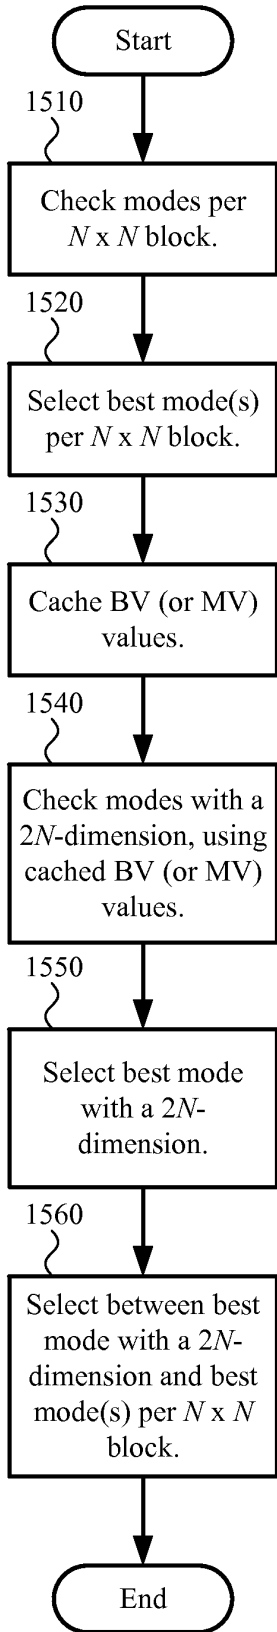 Start
1510
Check modes per
N x N block.
1520
Select best mode(s)
per N x N block.
1530
Cache BV (or MV)
values.
1540
Check modes with a
2N-dimension, using
cached BV (or MV)
values.
1550
Select best mode
with a 2N-
dimension.
1560
Select between best
mode with a 2N-
dimension and best
mode(s) per N x N
block.
End